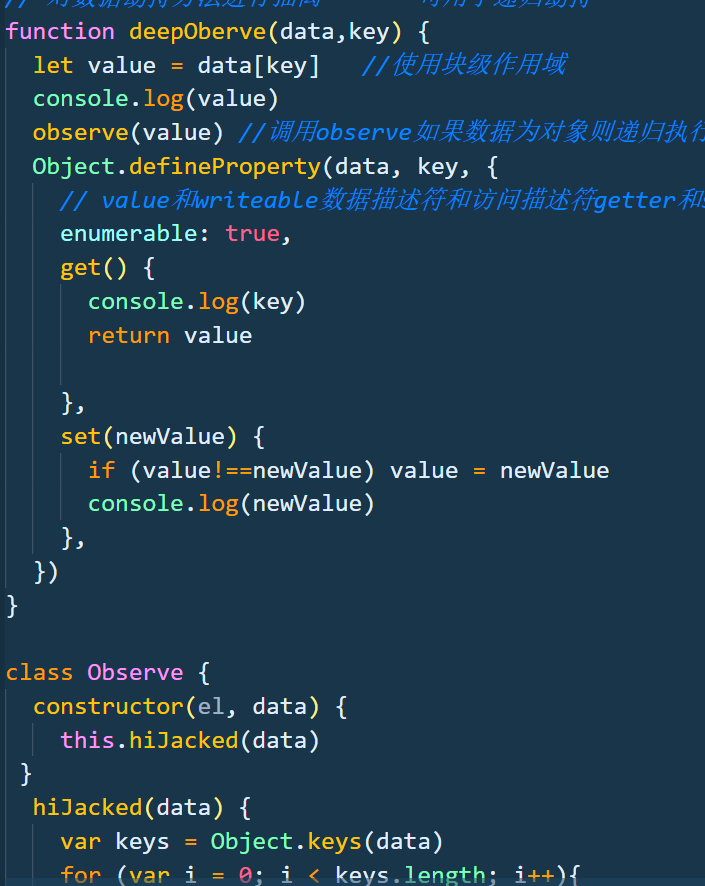 function deepOberve(data,key) {
let value = data[key] //使用块级作用域
console.log(value)
observe(value) //调用observe如果数据为对象则递归执行
Object.defineProperty(data, key, {
// value和writeable数据描述符和访问描述符getter和
enumerable: true,
get() {
console.log(key)
return value
},
set(newValue) {
if (value!==newValue) value = newValue
console.log(newValue)
},
})
}
class Observe {
constructor(el, data) {
this.hiJacked(data)
}
hiJacked(data) {
var keys = Object.keys(data)
for (var i = 0; i < keys.length; i++){